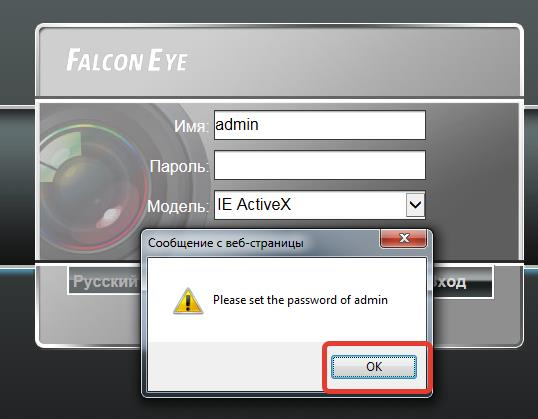 FALCON EYE
Имя: admin
Пароль:
Модель: IE ActiveX
Сообщение с веб-страницы
Please set the password of admin
OK
Русский